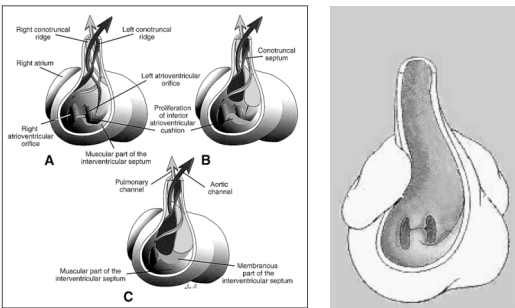 Right conotruncal
ridge
Left conotruncal
ridge
Right atrium
Conotruncal
septum
Left atrioventricular
orifice
Proliferation
of inferior
atrioventricular
cushion
Right
atrioventricular
orifice
A
Muscular part of the
interventricular septum
B
Pulmonary
channel
Aortic
channel
Muscular part of the
interventricular septum
Membranous
part of the
interventricular septum
C